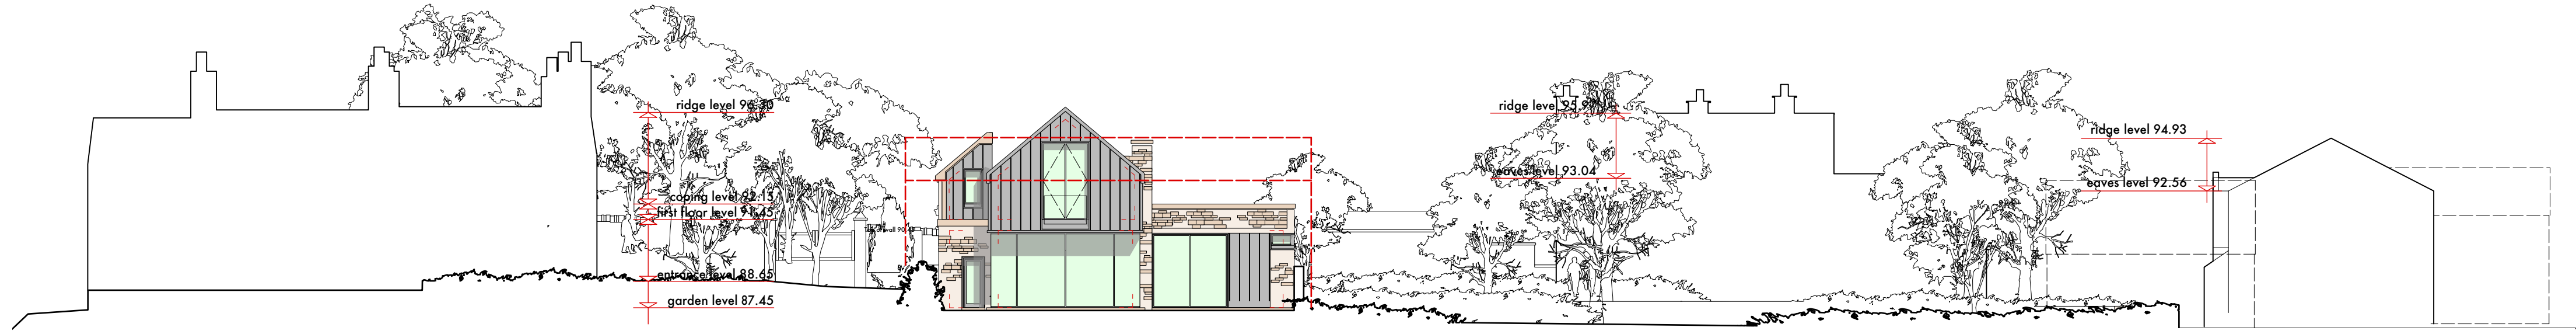 ridge level 96.30
coping level 92.15
first floor level 91.45
entrance level 88.65
garden level 87.45
ridge level 95.97
eaves level 93.04
ridge level 94.93
eaves level 92.56